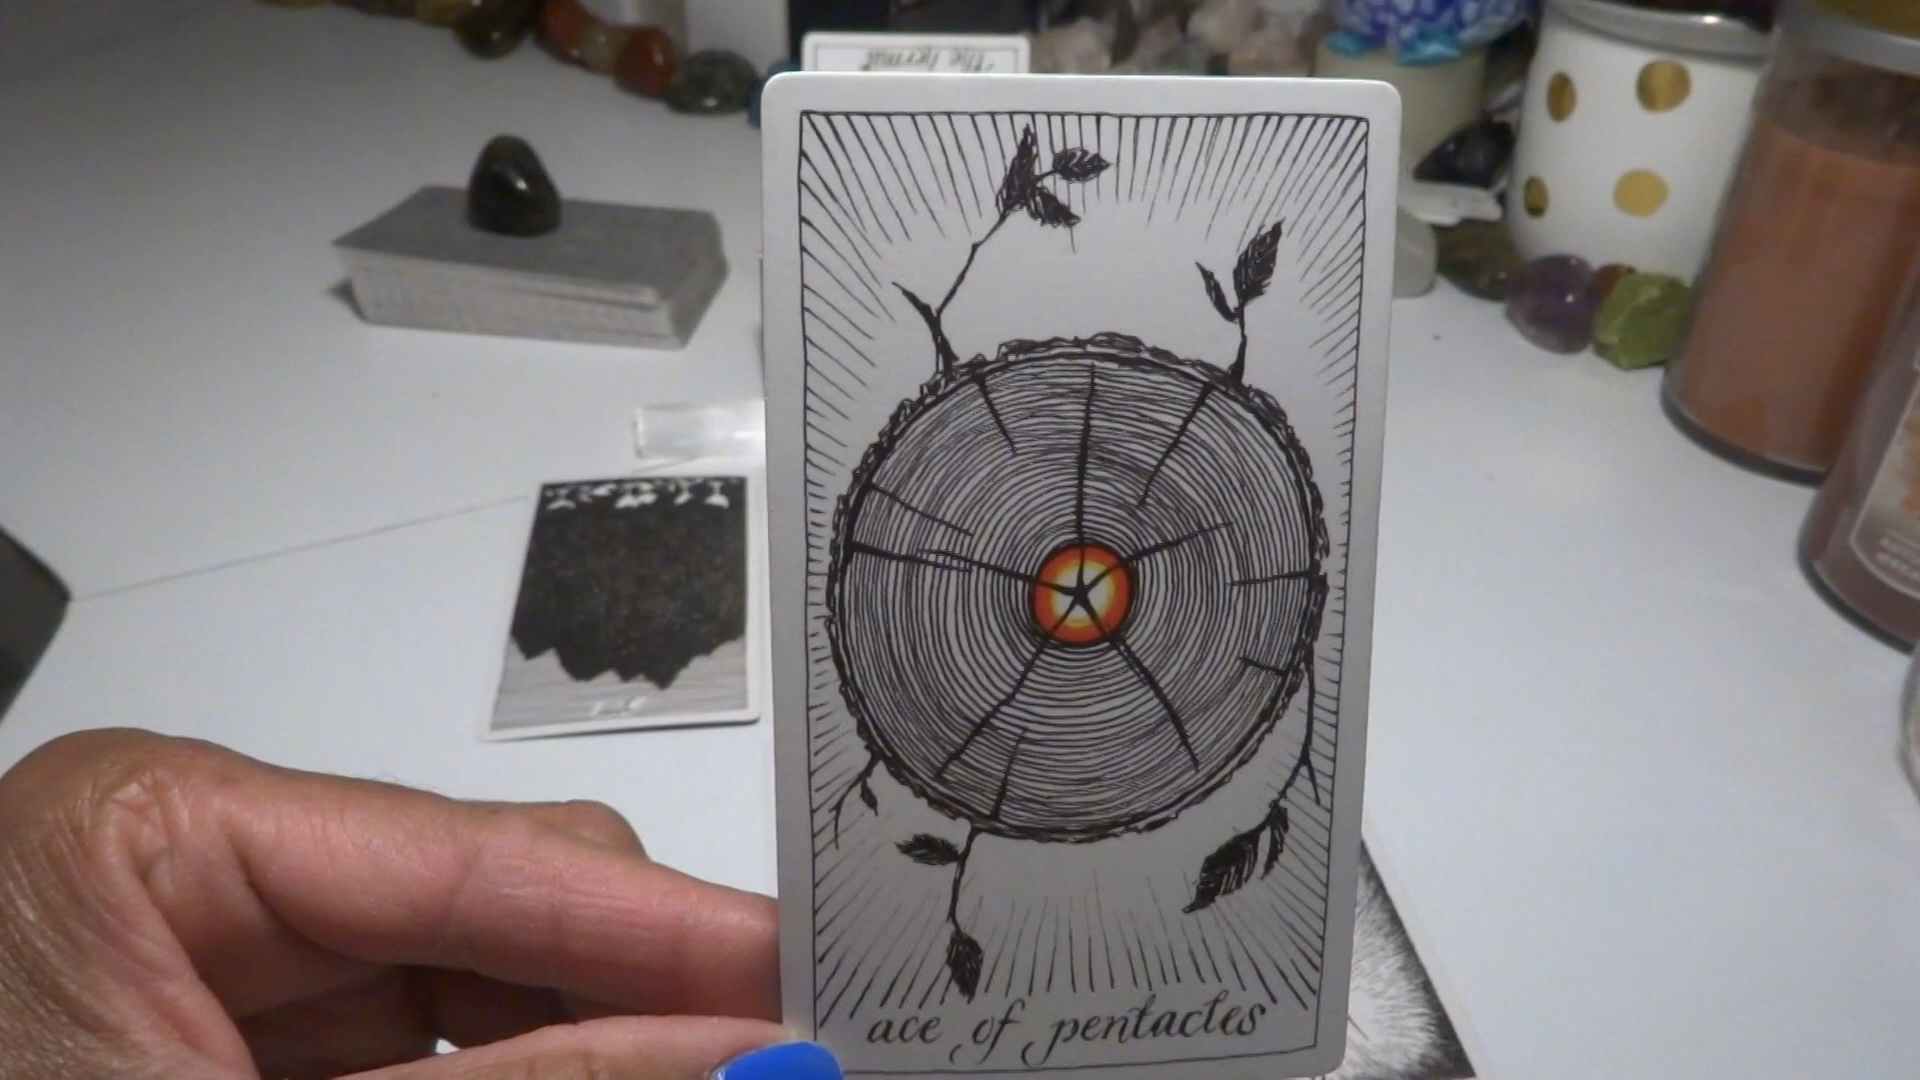 the hermit
ace of pentacles